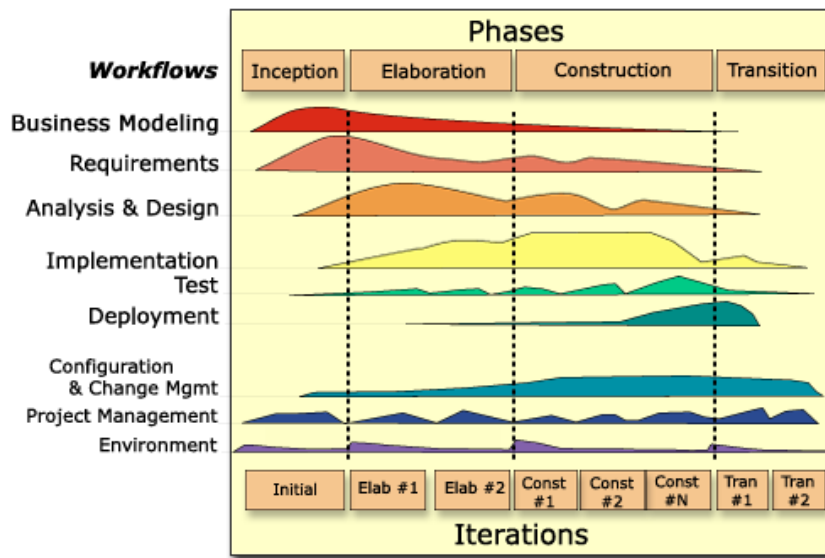 Phases
Workflows
Inception
Elaboration
Construction
Transition
Business Modeling
Requirements
Analysis & Design
Implementation
Test
Deployment
Configuration
& Change Mgmt
Project Management
Environment
Initial
Elab #1
Elab #2
Const
#1
Const
#2
Const
#N
Tran
#1
Tran
#2
Iterations